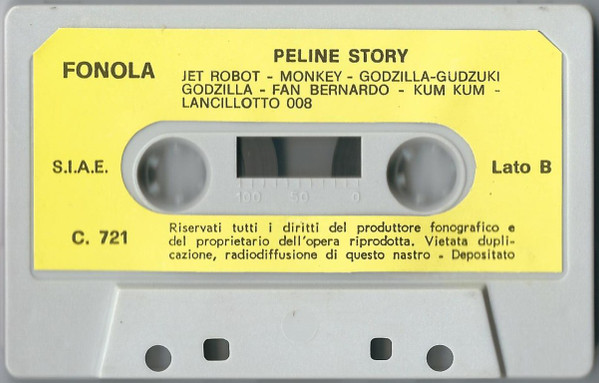 PELINE STORY
FONOLA
JET ROBOT - MONKEY - GODZILLA-GUDZUKI
GODZILLA - FAN BERNARDO - KUM KUM -
LANCILLOTTO 008
S.I.A.E.
Lato B
100 50 0
C. 721
Riservati tutti i diritti del produttore fonografico e
del proprietario dell'opera riprodotta. Vietata dupli-
cazione, radiodiffusione di questo nastro - Depositato